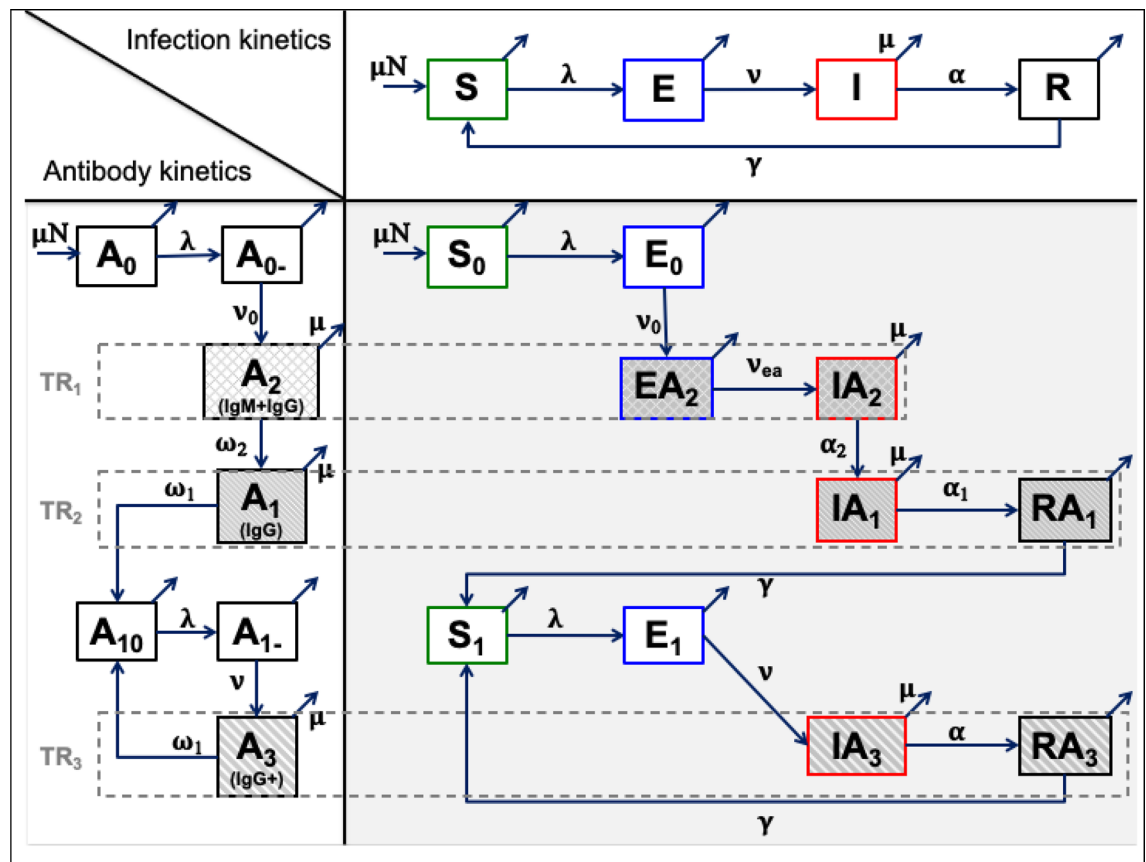 Infection kinetics
Antibody kinetics
μN S λ E ν I μ α R
γ
μN A0 λ A0-
μN S0 λ E0
ν0
ν0
TR1
A2 μ
(IgM+IgG)
EA2 νea IA2 μ
ω2
α2
TR2
ω1
A1 μ
(IgG)
IA1 μ α1 RA1
γ
A10 λ A1-
S1 λ E1
ν
ν
TR3
ω1
A3 μ
(IgG+)
IA3 μ α RA3
γ